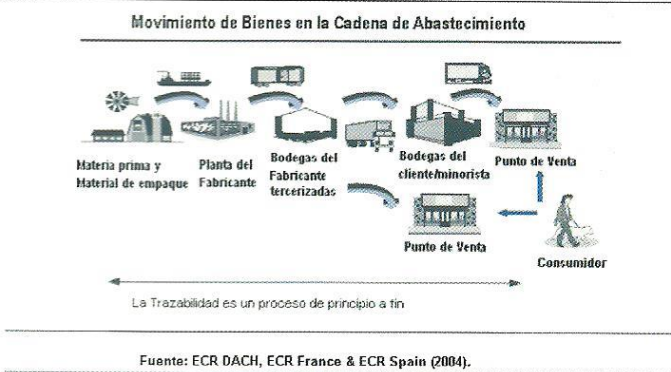 Movimiento de Bienes en la Cadena de Abastecimiento
Materia prima y
Material de empaque
Planta del
Fabricante
Bodegas del
Fabricante
tercerizadas
Bodegas del
cliente/minorista
Punto de Venta
Punto de Venta
Consumidor
La Trazabilidad es un proceso de principio a fin
Fuente: ECR DACH, ECR France & ECR Spain (2004).